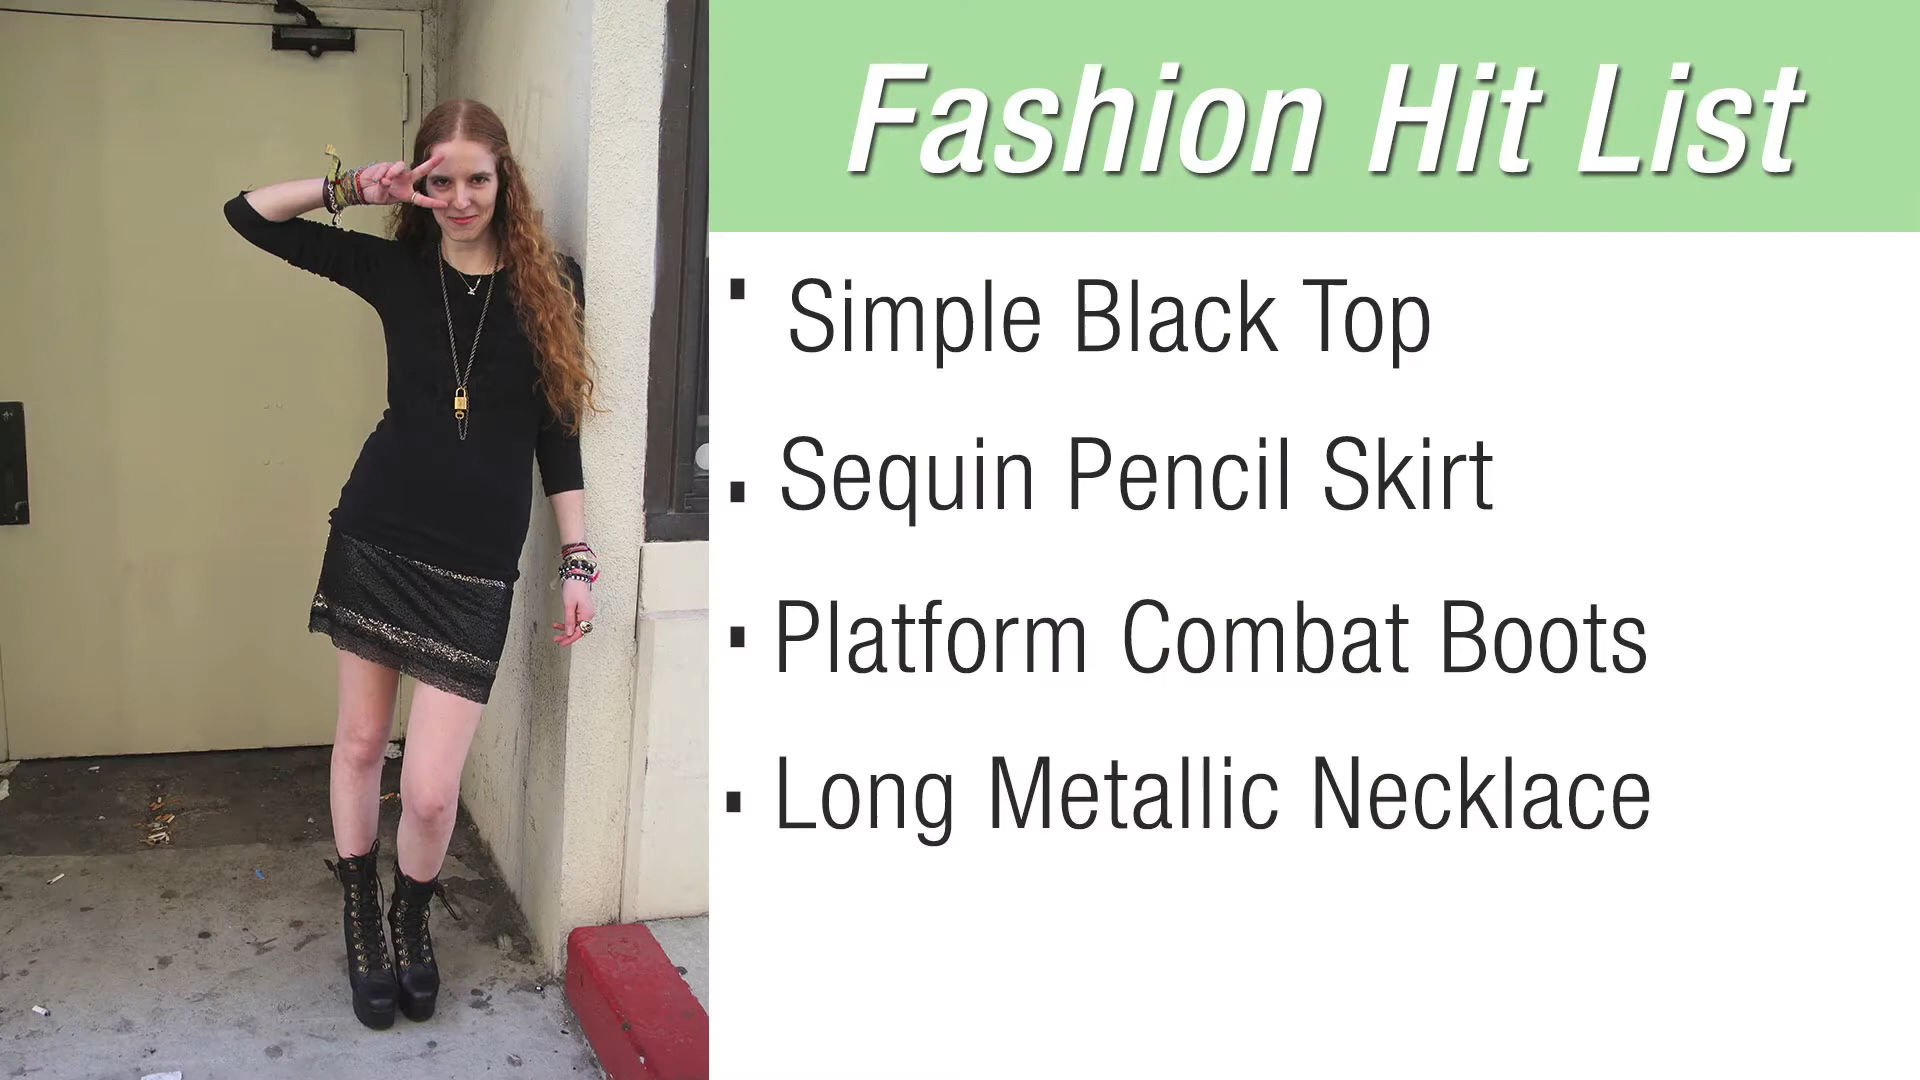 Fashion Hit List
Simple Black Top
Sequin Pencil Skirt
Platform Combat Boots
Long Metallic Necklace